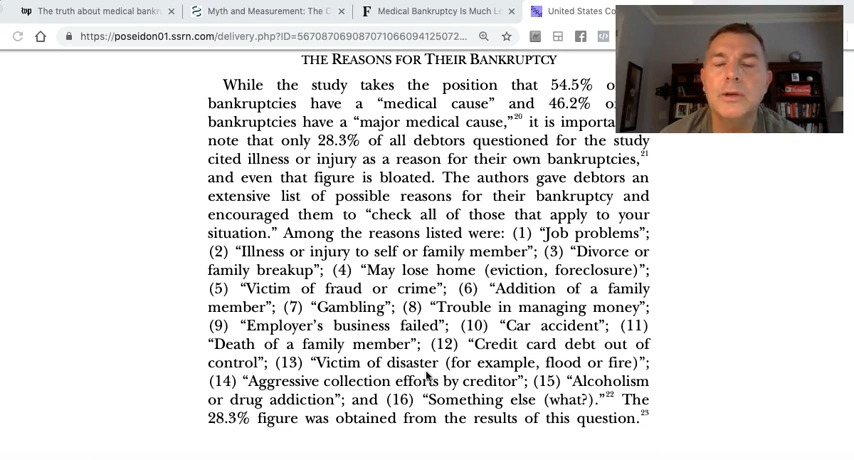 The truth about medical bankr
Myth and Measurement: The C
Medical Bankruptcy Is Much L
United States Co
https://poseidon01.ssrn.com/delivery.php?ID=567087069087071066094125072...
THE REASONS FOR THEIR BANKRUPTCY
While the study takes the position that 54.5% o
bankruptcies have a “medical cause” and 46.2% o
bankruptcies have a “major medical cause,”20 it is importa
note that only 28.3% of all debtors questioned for the study
cited illness or injury as a reason for their own bankruptcies,21
and even that figure is bloated. The authors gave debtors an
extensive list of possible reasons for their bankruptcy and
encouraged them to “check all of those that apply to your
situation.” Among the reasons listed were: (1) “Job problems”;
(2) “Illness or injury to self or family member”; (3) “Divorce or
family breakup”; (4) “May lose home (eviction, foreclosure)”;
(5) “Victim of fraud or crime”; (6) “Addition of a family
member”; (7) “Gambling”; (8) “Trouble in managing money”;
(9) “Employer’s business failed”; (10) “Car accident”; (11)
“Death of a family member”; (12) “Credit card debt out of
control”; (13) “Victim of disaster (for example, flood or fire)”;
(14) “Aggressive collection efforts by creditor”; (15) “Alcoholism
or drug addiction”; and (16) “Something else (what?).”22 The
28.3% figure was obtained from the results of this question.23